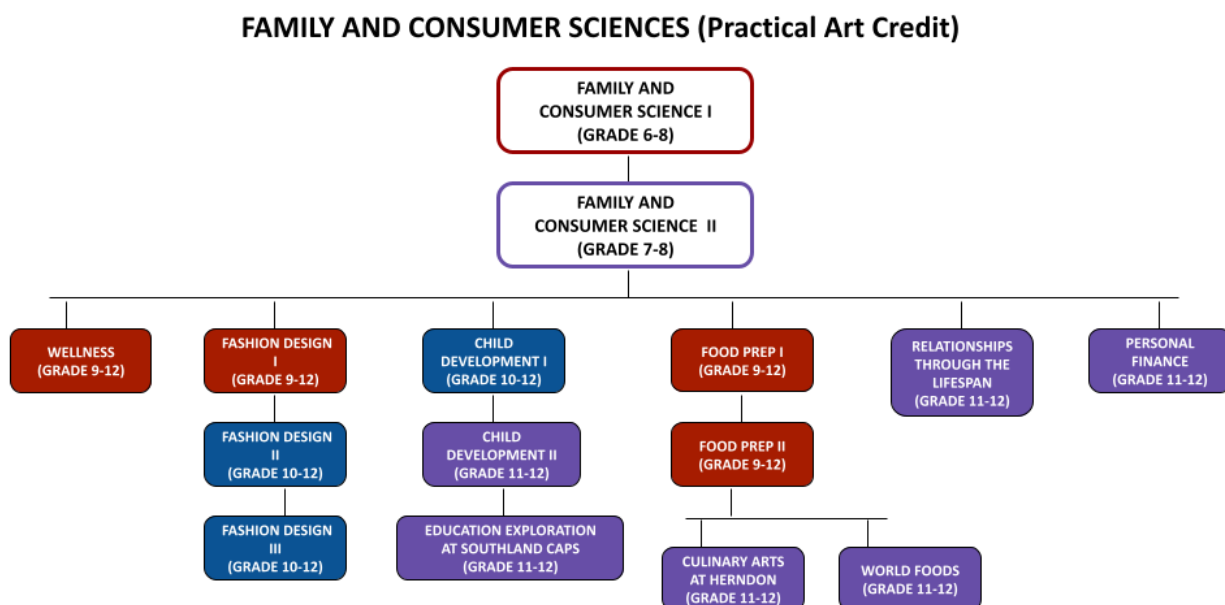 FAMILY AND CONSUMER SCIENCES (Practical Art Credit)
FAMILY AND
CONSUMER SCIENCE I
(GRADE 6-8)
FAMILY AND
CONSUMER SCIENCE II
(GRADE 7-8)
WELLNESS
(GRADE 9-12)
FASHION DESIGN
I
(GRADE 9-12)
CHILD
DEVELOPMENT I
(GRADE 10-12)
FOOD PREP I
(GRADE 9-12)
RELATIONSHIPS
THROUGH THE
LIFESPAN
(GRADE 11-12)
PERSONAL
FINANCE
(GRADE 11-12)
FASHION DESIGN
II
(GRADE 10-12)
CHILD
DEVELOPMENT II
(GRADE 11-12)
FOOD PREP II
(GRADE 9-12)
FASHION DESIGN
III
(GRADE 10-12)
EDUCATION EXPLORATION
AT SOUTHLAND CAPS
(GRADE 11-12)
CULINARY ARTS
AT HERNDON
(GRADE 11-12)
WORLD FOODS
(GRADE 11-12)